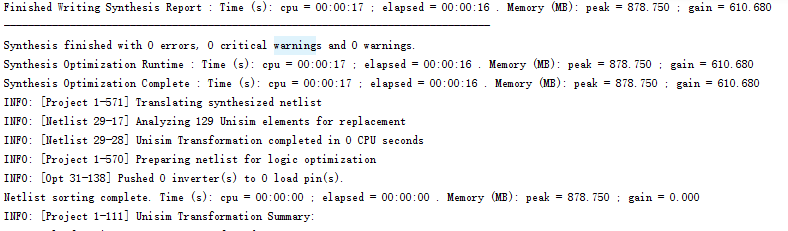 Finished Writing Synthesis Report : Time (s): cpu = 00:00:17 ; elapsed = 00:00:16 . Memory (MB): peak = 878.750 ; gain = 610.680
---------------------------------------------------------------------------------
Synthesis finished with 0 errors, 0 critical warnings and 0 warnings.
Synthesis Optimization Runtime : Time (s): cpu = 00:00:17 ; elapsed = 00:00:16 . Memory (MB): peak = 878.750 ; gain = 610.680
Synthesis Optimization Complete : Time (s): cpu = 00:00:17 ; elapsed = 00:00:16 . Memory (MB): peak = 878.750 ; gain = 610.680
INFO: [Project 1-571] Translating synthesized netlist
INFO: [Netlist 29-17] Analyzing 129 Unisim elements for replacement
INFO: [Netlist 29-28] Unisim Transformation completed in 0 CPU seconds
INFO: [Project 1-570] Preparing netlist for logic optimization
INFO: [Opt 31-138] Pushed 0 inverter(s) to 0 load pin(s).
Netlist sorting complete. Time (s): cpu = 00:00:00 ; elapsed = 00:00:00 . Memory (MB): peak = 878.750 ; gain = 0.000
INFO: [Project 1-111] Unisim Transformation Summary: